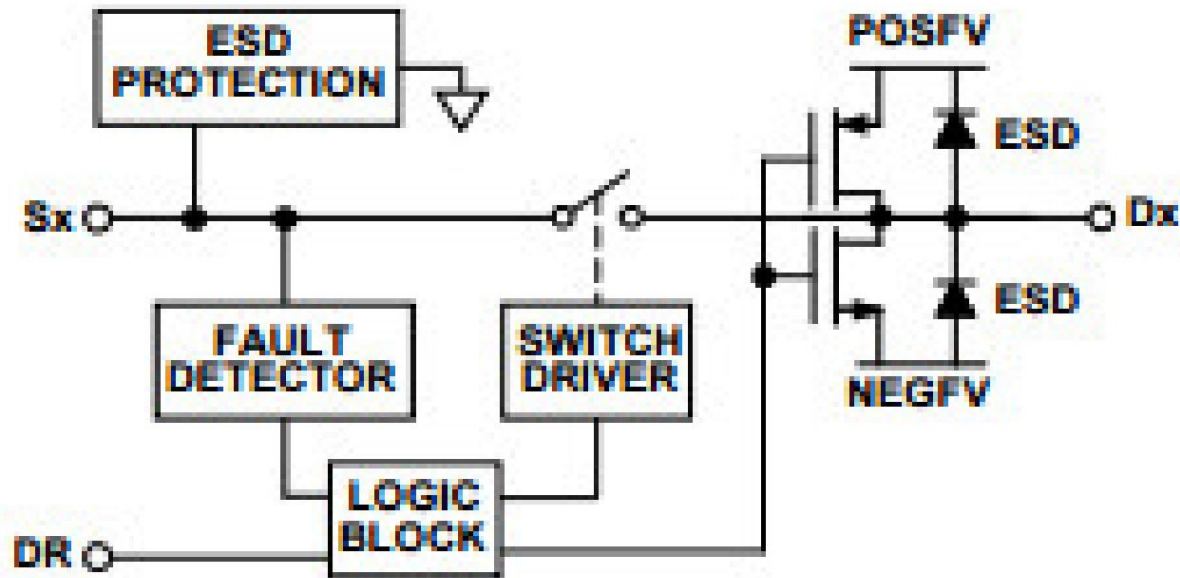 ESD
PROTECTION
POSFV
ESD
Sx
Dx
ESD
FAULT
DETECTOR
SWITCH
DRIVER
NEGFV
LOGIC
BLOCK
DR